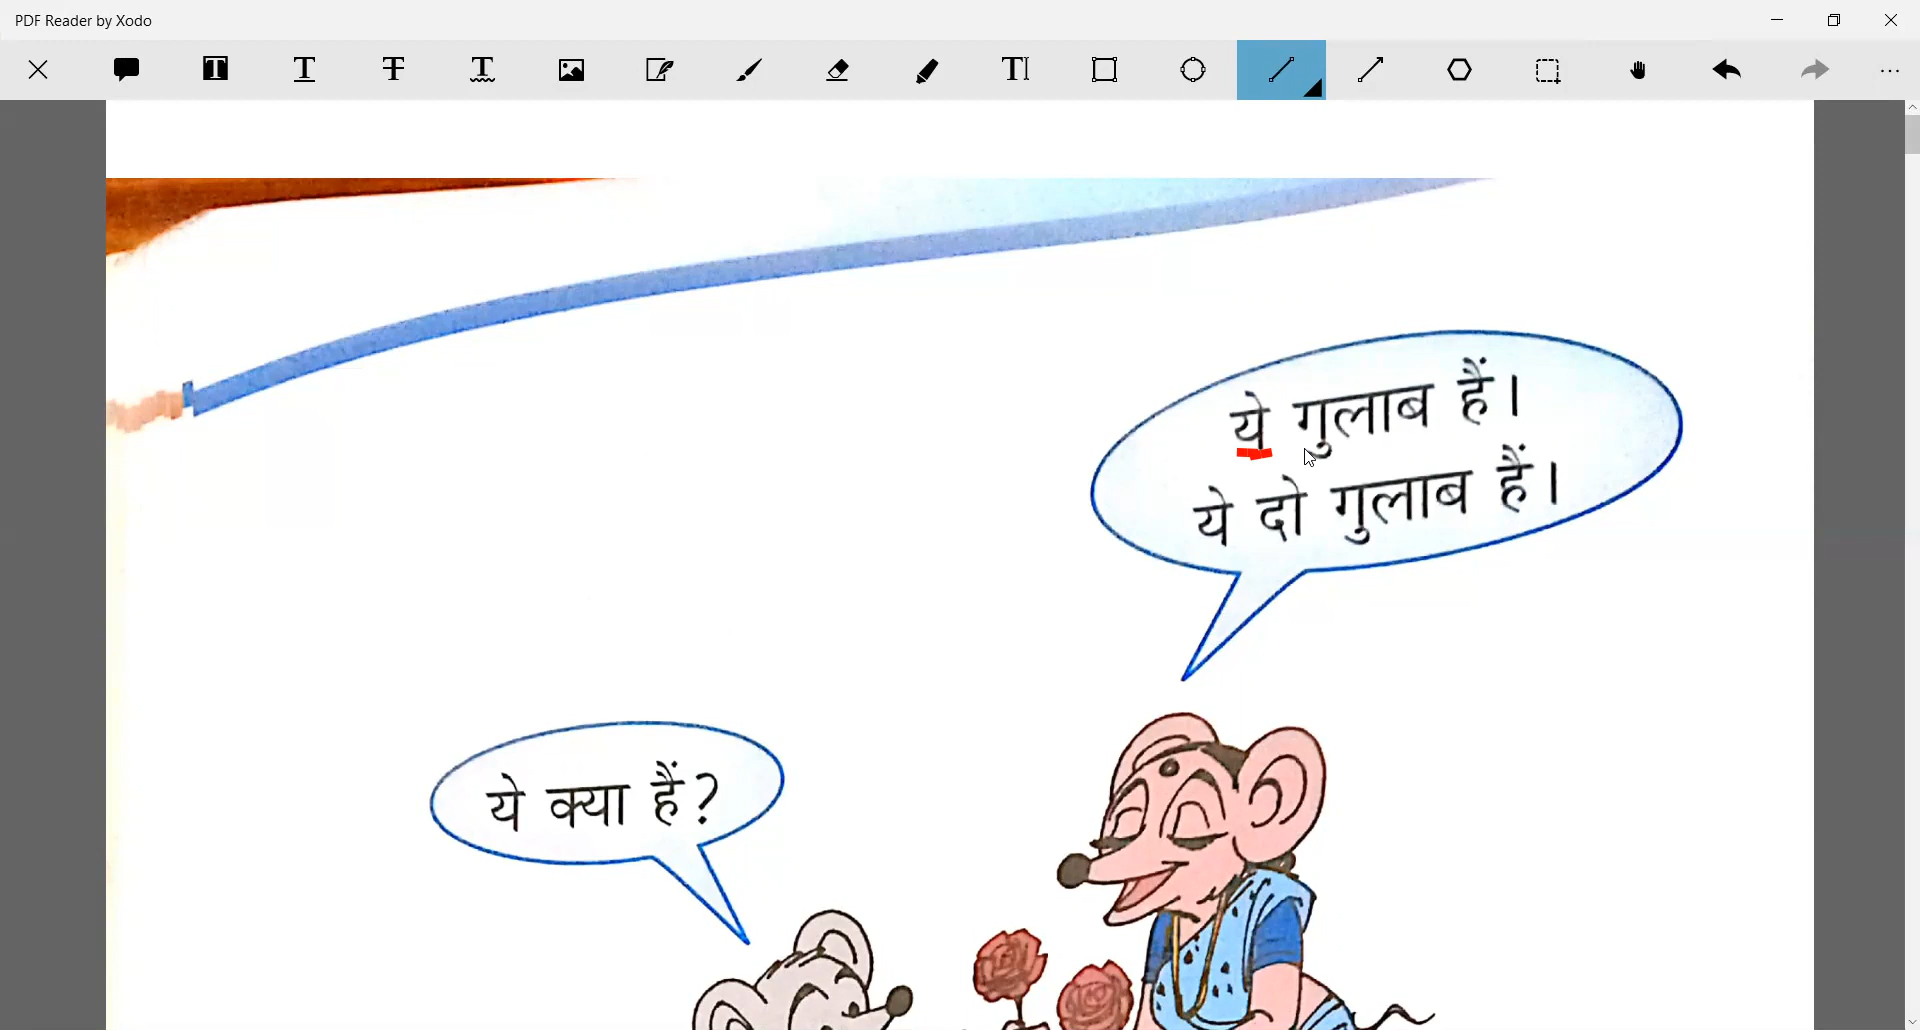 PDF Reader by Xodo
ये गुलाब हैं।
ये दो गुलाब हैं।
ये क्या हैं?